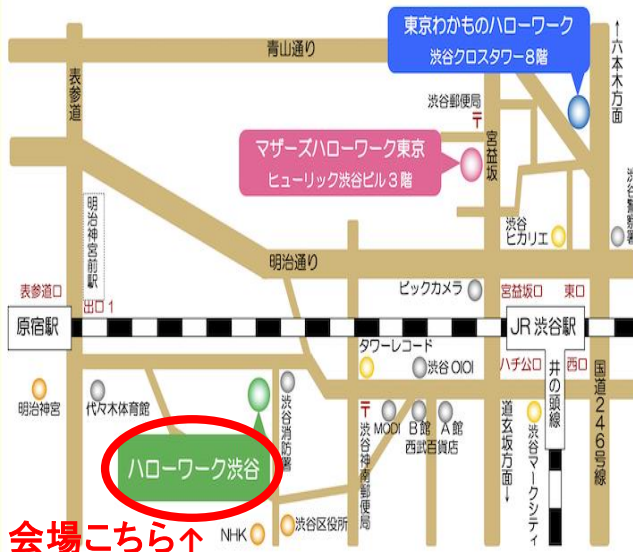 東京わかものハローワーク
渋谷クロスタワー8階
↑六本木方面
青山通り
表参道
渋谷郵便局
〒
宮益坂
マザーズハローワーク東京
ヒューリック渋谷ビル3階
渋谷警察署
明治神宮前駅
渋谷
ヒカリエ
明治通り
表参道口
出口1
ビックカメラ
宮益坂口
東口
原宿駅
JR 渋谷駅
タワーレコード
渋谷 OIOI
ハチ公口
西口
明治神宮
代々木体育館
渋谷消防署
〒
渋谷神南郵便局
MODI
B館
A館
西武百貨店
道玄坂方面→
井の頭線
渋谷マークシティ
国道246号線
ハローワーク渋谷
会場こちら↑
NHK
渋谷区役所